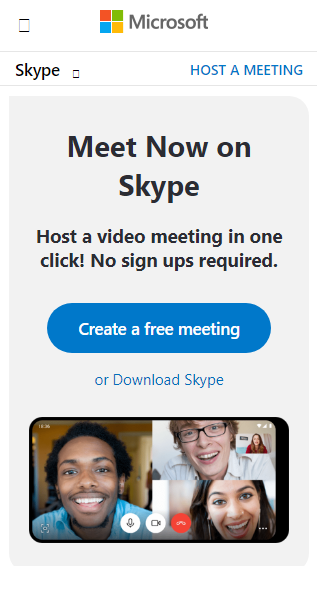 Microsoft
Skype
HOST A MEETING
Meet Now on
Skype
Host a video meeting in one
click! No sign ups required.
Create a free meeting
or Download Skype